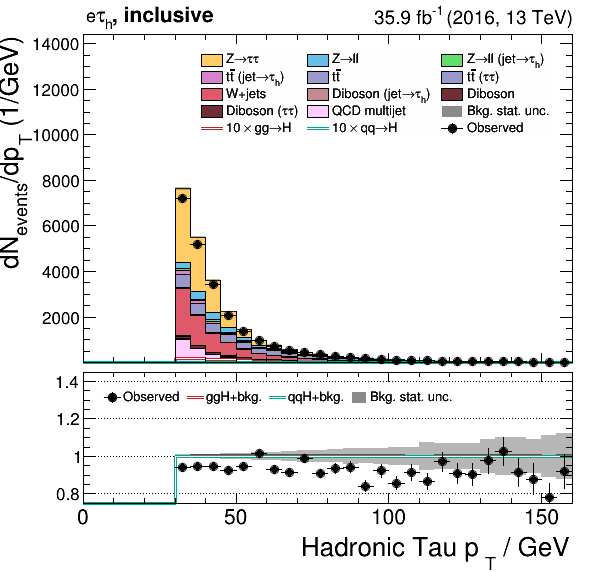 eτh, inclusive 35.9 fb⁻¹ (2016, 13 TeV)
dN_events/dp_T (1/GeV)
14000
12000
10000
8000
6000
4000
2000
Z→ττ Z→ll Z→ll (jet→τh)
tt̄ (jet→τh) tt̄ tt̄ (ττ)
W+jets Diboson (jet→τh) Diboson
Diboson (ττ) QCD multijet Bkg. stat. unc.
10 × gg→H 10 × qq→H Observed
1.4
1.2
1
0.8
Observed ggH+bkg. qqH+bkg. Bkg. stat. unc.
0 50 100 150
Hadronic Tau p_T / GeV